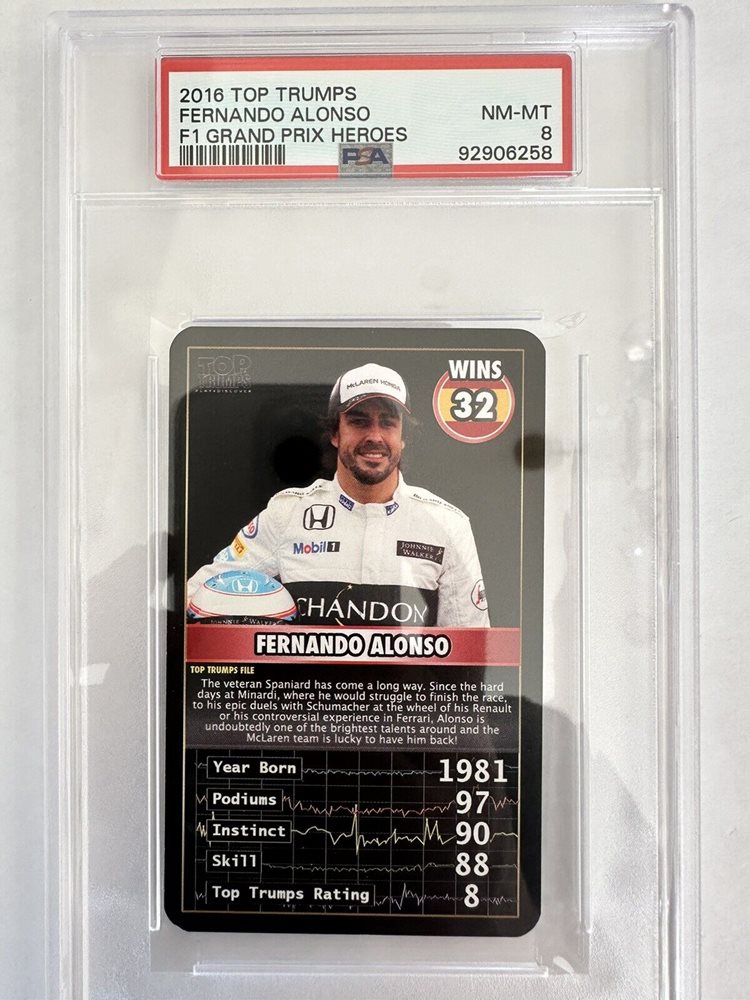 2016 TOP TRUMPS
FERNANDO ALONSO NM-MT
F1 GRAND PRIX HEROES 8
PSA 92906258
TOP
TRUMPS
WINS
32
McLAREN HONDA
Mobil 1
JOHNNIE
WALKER
CHANDON
JOHNNIE WALKER
FERNANDO ALONSO
TOP TRUMPS FILE
The veteran Spaniard has come a long way. Since the hard
days at Minardi, where he would struggle to finish the race,
to his epic duels with Schumacher at the wheel of his Renault
or his controversial experience in Ferrari, Alonso is
undoubtedly one of the brightest talents around and the
McLaren team is lucky to have him back!
Year Born 1981
Podiums 97
Instinct 90
Skill 88
Top Trumps Rating 8